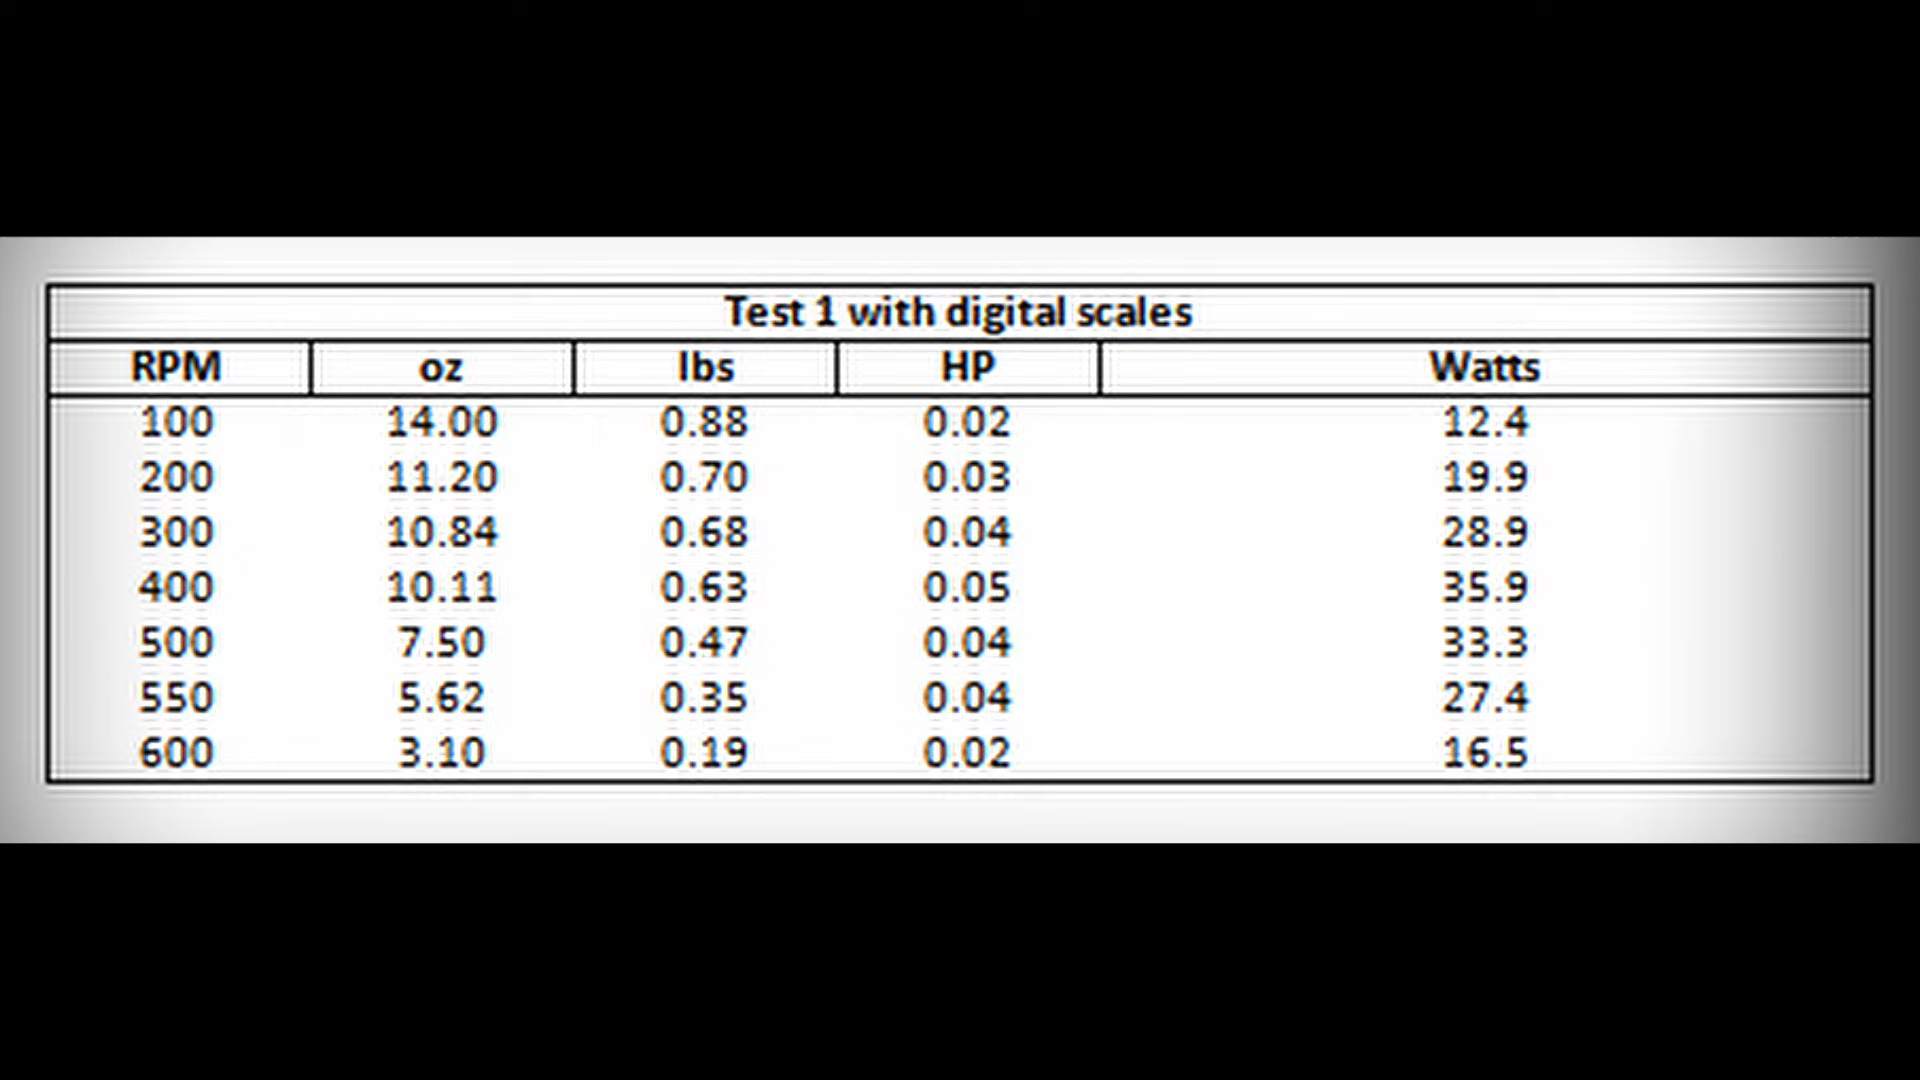 Test 1 with digital scales
RPM oz lbs HP Watts
100 14.00 0.88 0.02 12.4
200 11.20 0.70 0.03 19.9
300 10.84 0.68 0.04 28.9
400 10.11 0.63 0.05 35.9
500 7.50 0.47 0.04 33.3
550 5.62 0.35 0.04 27.4
600 3.10 0.19 0.02 16.5